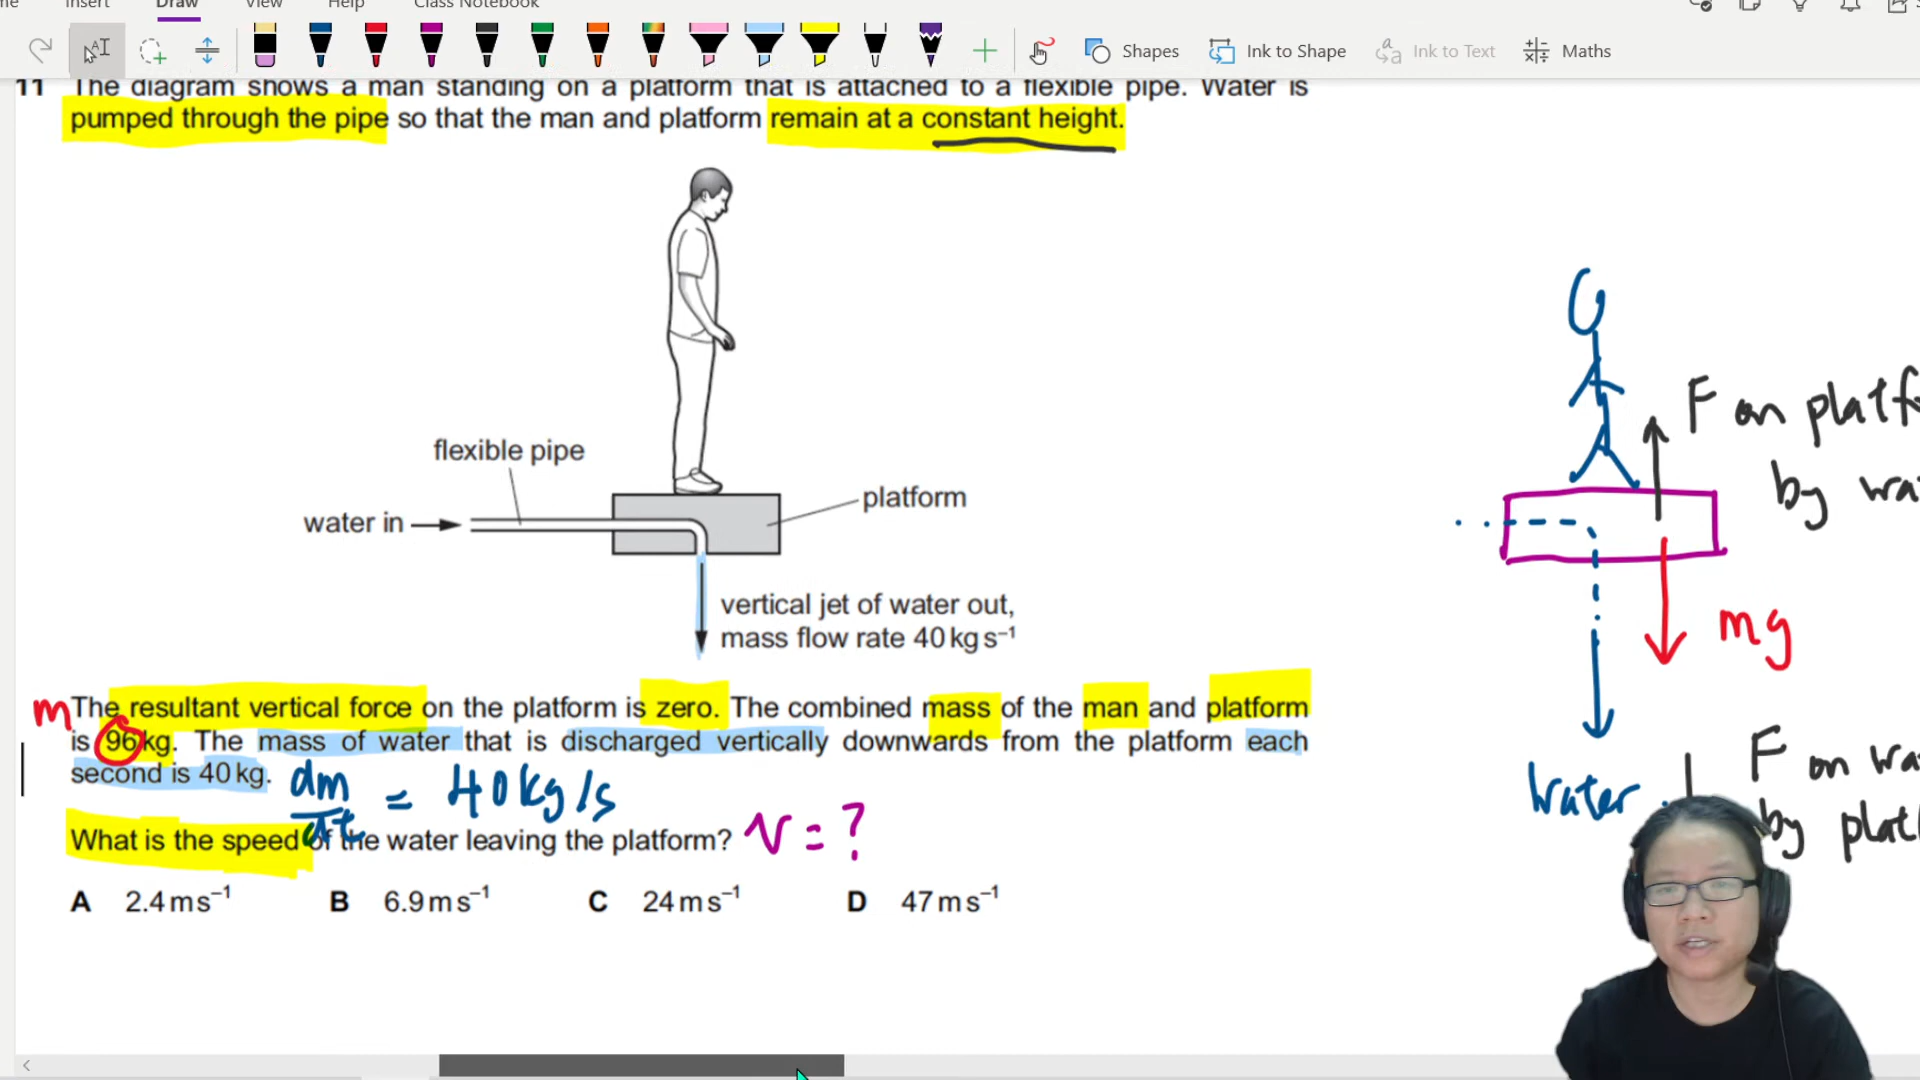 Insert Draw View Help Class Notebook
Shapes Ink to Shape Ink to Text Maths
11 The diagram shows a man standing on a platform that is attached to a flexible pipe. Water is
pumped through the pipe so that the man and platform remain at a constant height.
flexible pipe
water in
platform
vertical jet of water out,
mass flow rate 40 kg s⁻¹
F on
by
mg
Water
F on
by
m The resultant vertical force on the platform is zero. The combined mass of the man and platform
is 96 kg. The mass of water that is discharged vertically downwards from the platform each
second is 40 kg. dm/dt = 40kg/s
What is the speed of the water leaving the platform? v = ?
A 2.4 m s⁻¹ B 6.9 m s⁻¹ C 24 m s⁻¹ D 47 m s⁻¹